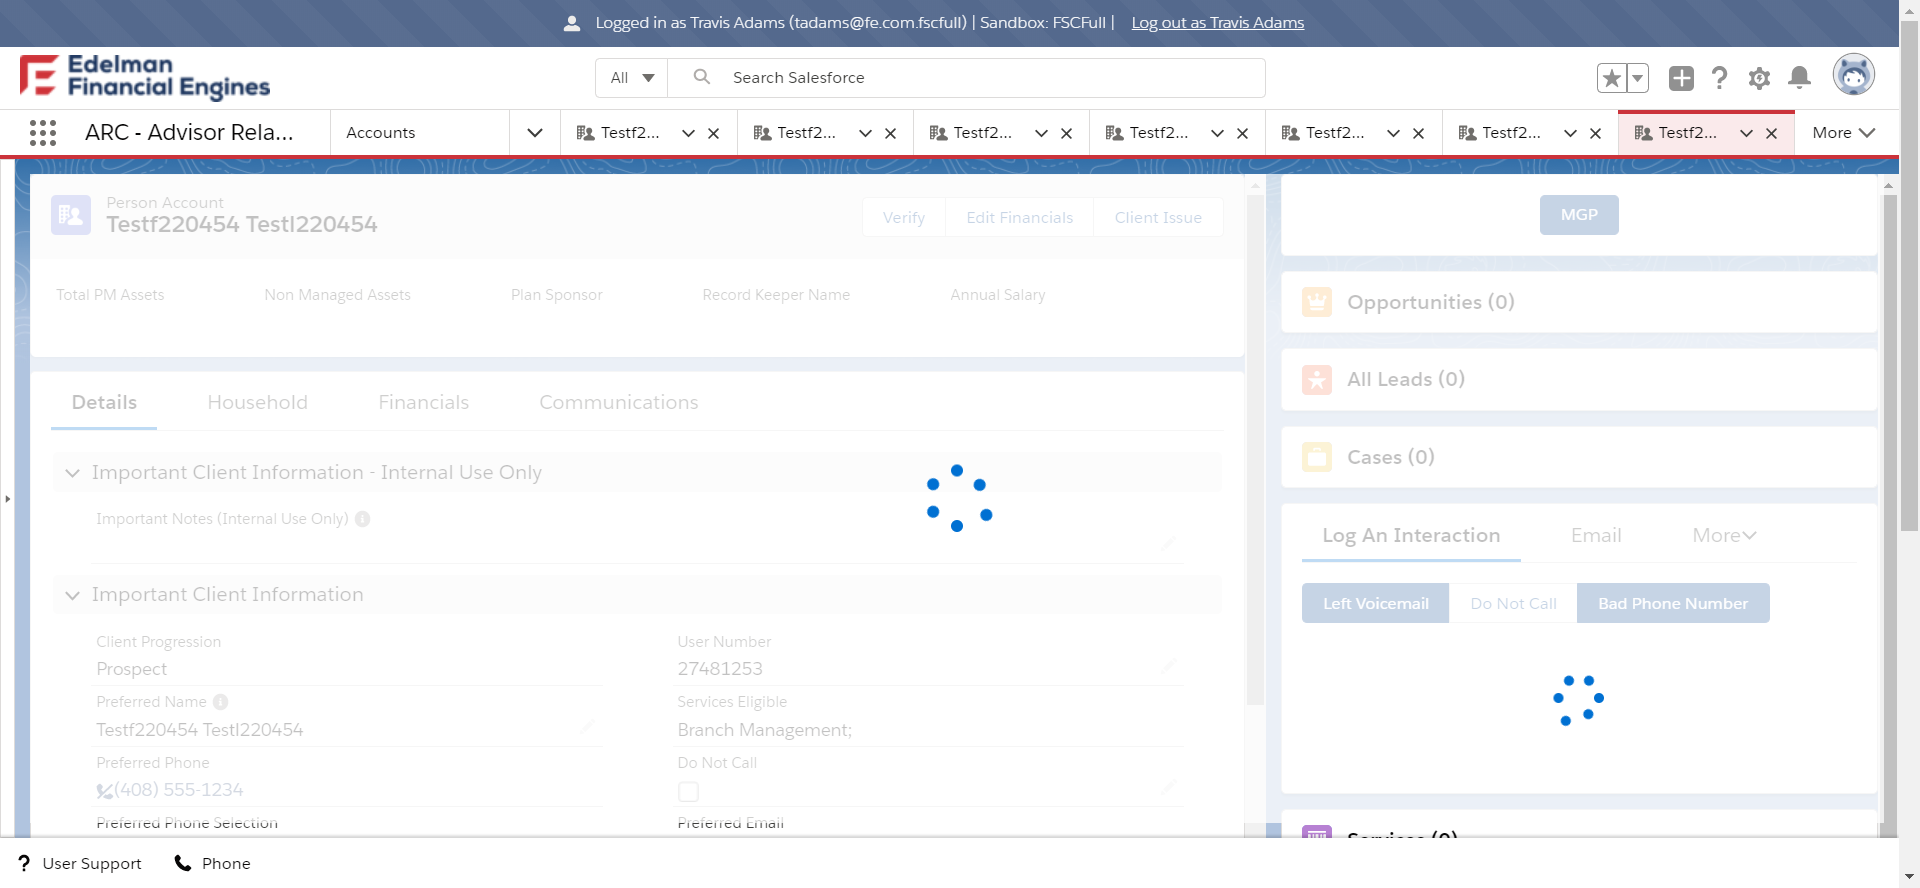 Logged in as Travis Adams (tadams@fe.com.fscfull) | Sandbox: FSCFull | Log out as Travis Adams
Edelman
Financial Engines
All
Search Salesforce
ARC - Advisor Rela...
Accounts
Testf2...
Testf2...
Testf2...
Testf2...
Testf2...
Testf2...
Testf2...
More
Person Account
Testf220454 Testl220454
Verify
Edit Financials
Client Issue
Total PM Assets
Non Managed Assets
Plan Sponsor
Record Keeper Name
Annual Salary
Details
Household
Financials
Communications
Important Client Information - Internal Use Only
Important Notes (Internal Use Only)
Important Client Information
Client Progression
Prospect
User Number
27481253
Preferred Name
Testf220454 Testl220454
Services Eligible
Branch Management;
Preferred Phone
(408) 555-1234
Do Not Call
Preferred Phone Selection
Preferred Email
MGP
Opportunities (0)
All Leads (0)
Cases (0)
Log An Interaction
Email
More
Left Voicemail
Do Not Call
Bad Phone Number
Services (0)
User Support
Phone